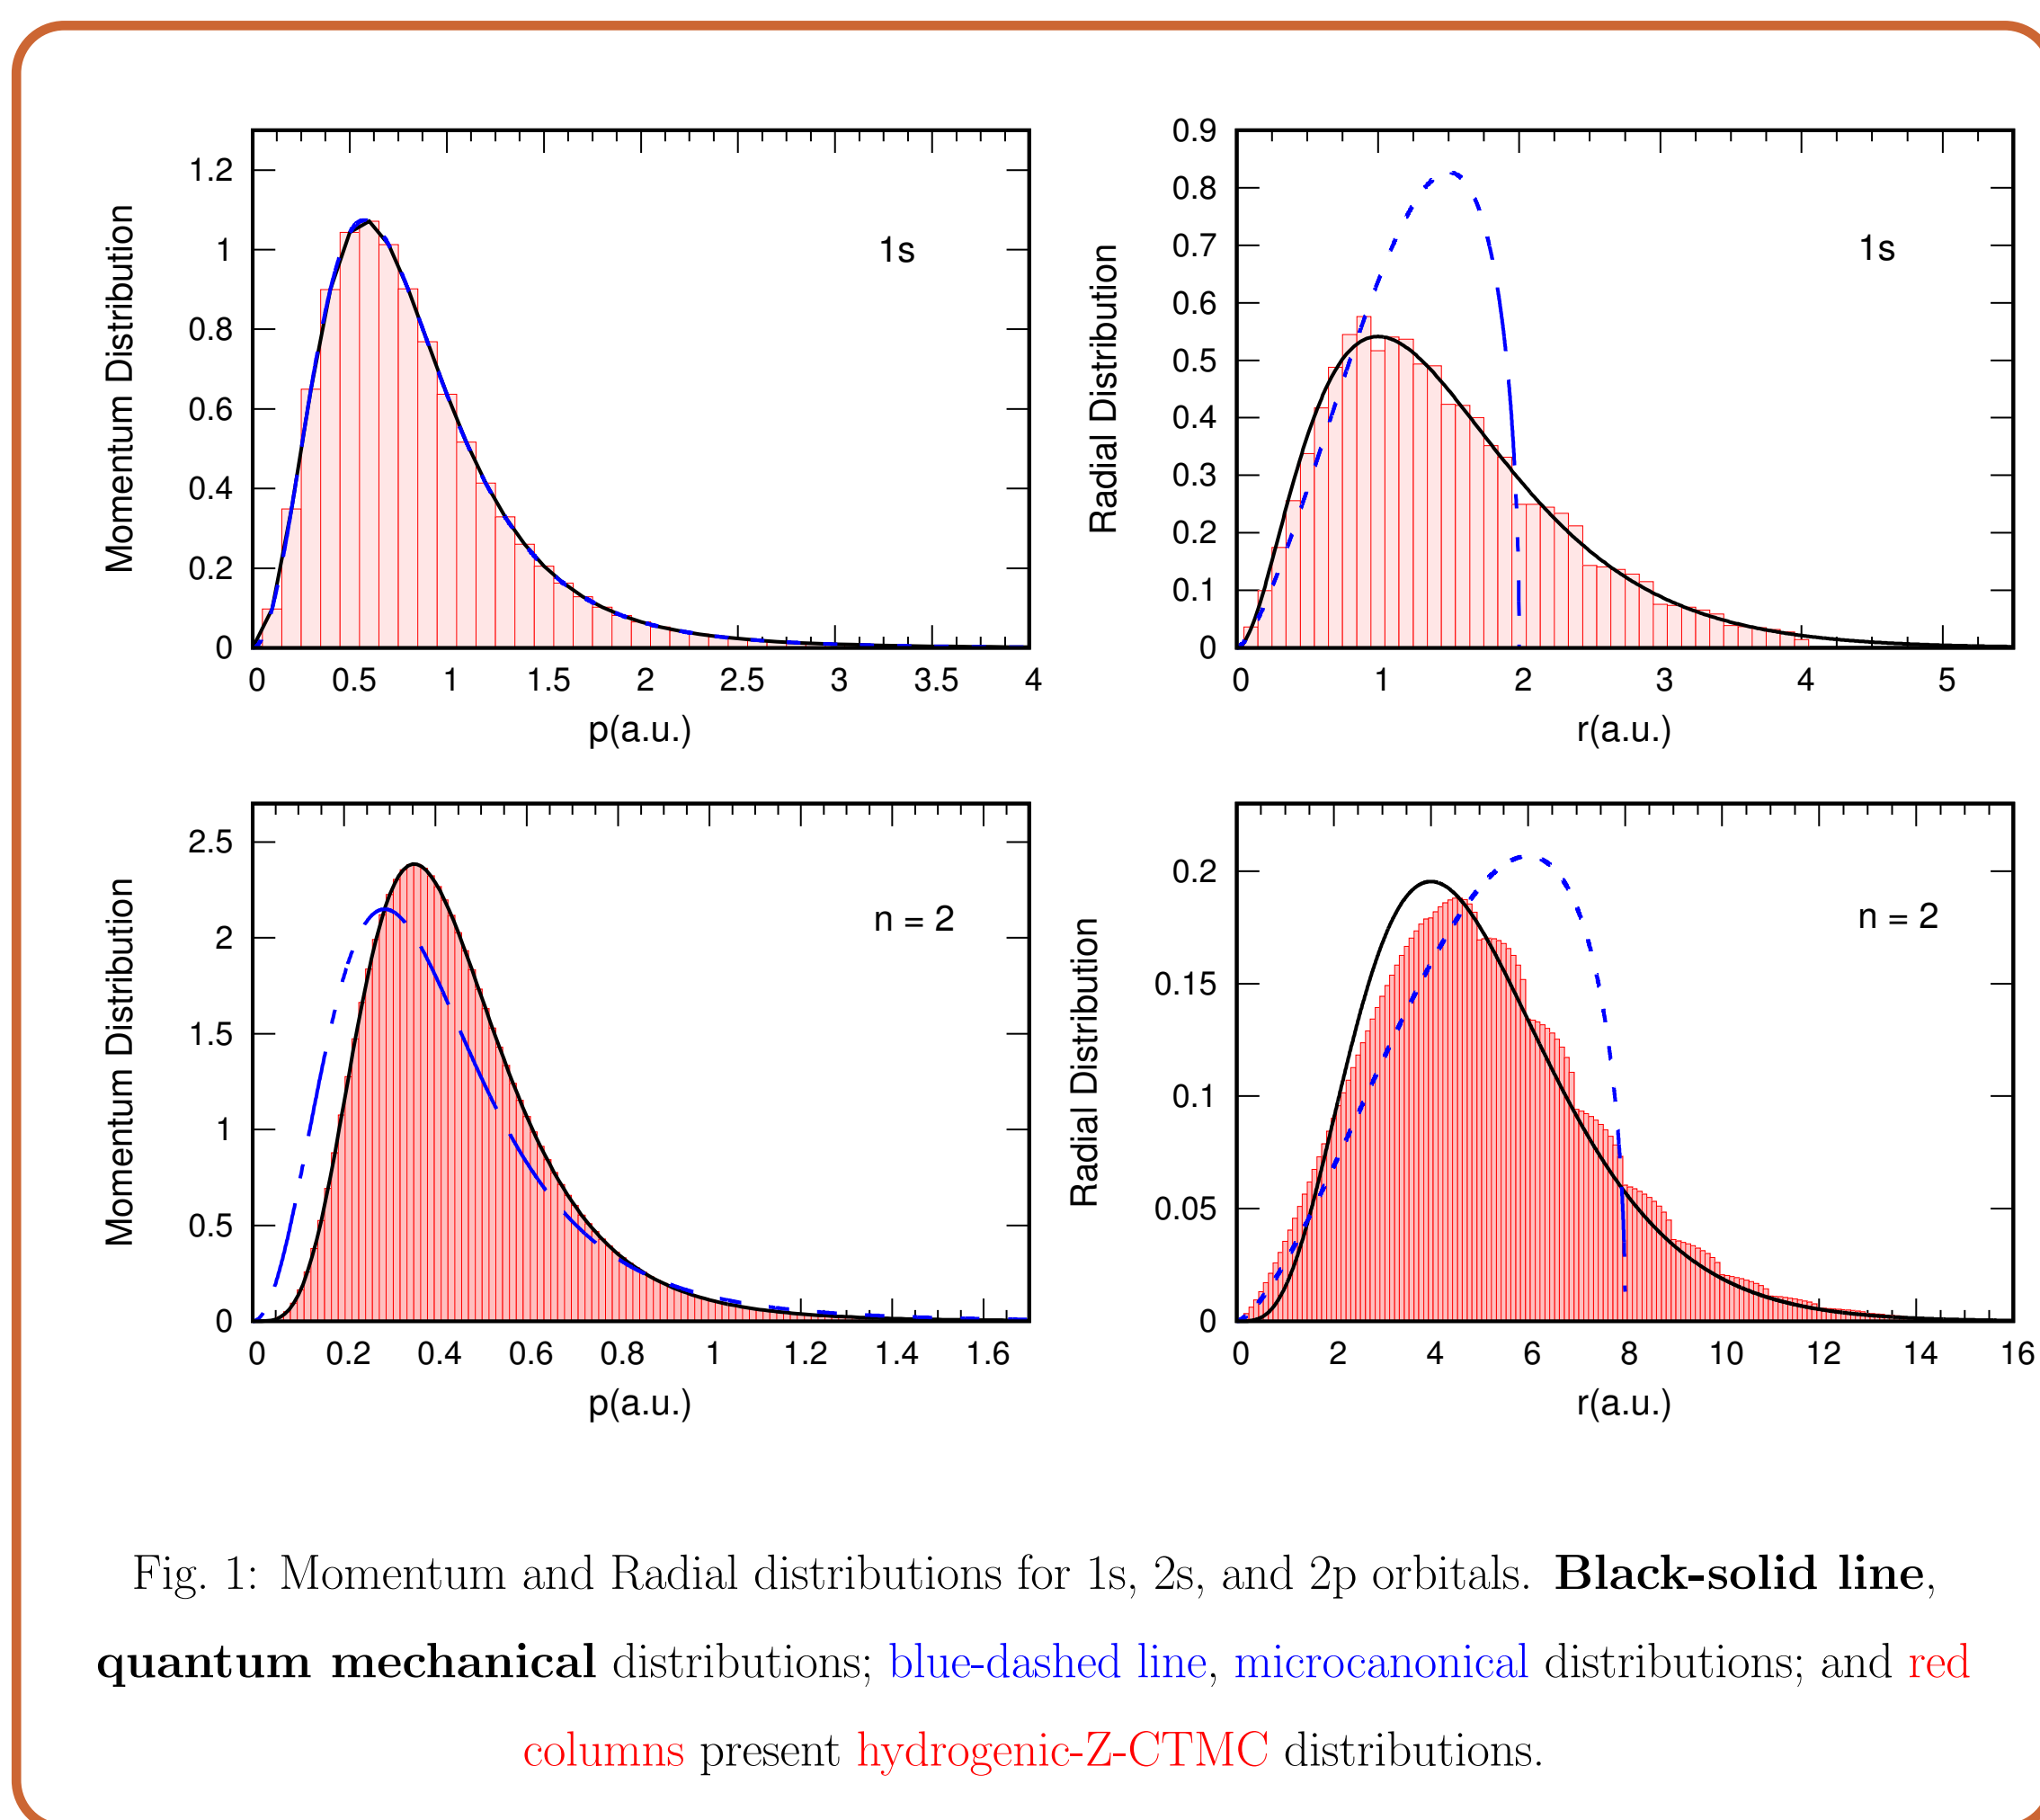 1.2
1
0.8
0.6
0.4
0.2
0
Momentum Distribution
1s
0 0.5 1 1.5 2 2.5 3 3.5 4
p(a.u.)
0.9
0.8
0.7
0.6
0.5
0.4
0.3
0.2
0.1
0
Radial Distribution
1s
0 1 2 3 4 5
r(a.u.)
2.5
2
1.5
1
0.5
0
Momentum Distribution
n = 2
0 0.2 0.4 0.6 0.8 1 1.2 1.4 1.6
p(a.u.)
0.2
0.15
0.1
0.05
0
Radial Distribution
n = 2
0 2 4 6 8 10 12 14 16
r(a.u.)
Fig. 1: Momentum and Radial distributions for 1s, 2s, and 2p orbitals. Black-solid line,
quantum mechanical distributions; blue-dashed line, microcanonical distributions; and red
columns present hydrogenic-Z-CTMC distributions.